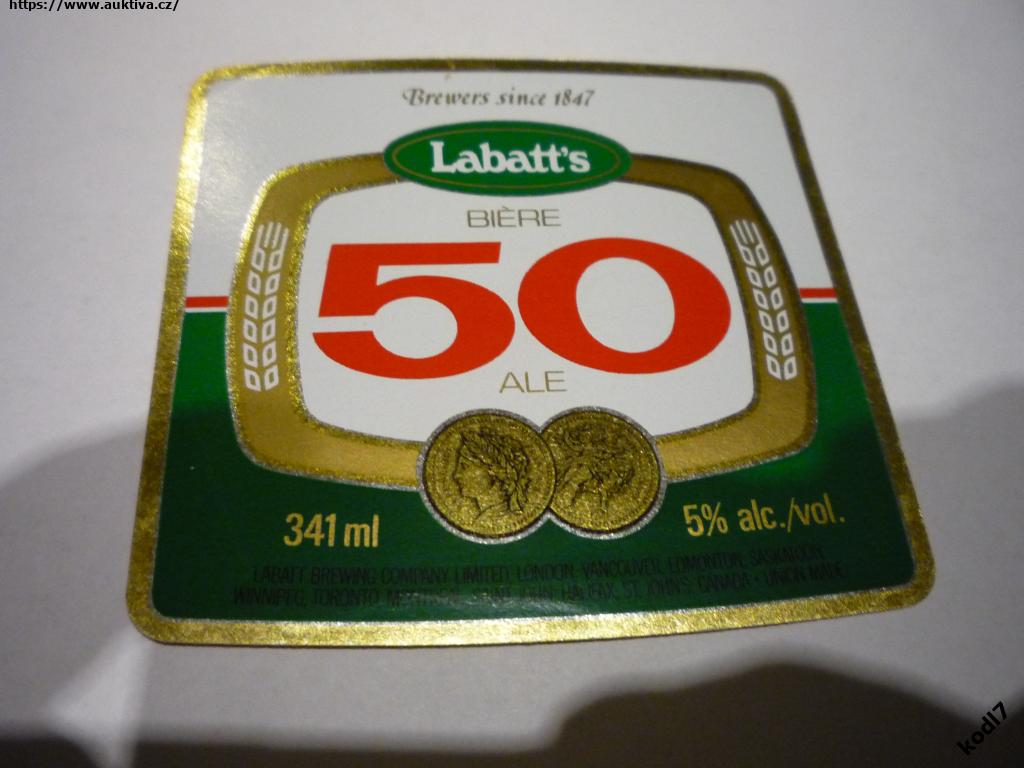 https://www.auktiva.cz/
Brewers since 1847
Labatt's
BIÈRE
50
ALE
341 ml
5% alc./vol.
LABATT BREWING COMPANY LIMITED, LONDON, VANCOUVER, EDMONTON, SASKATOON,
WINNIPEG, TORONTO, MONTREAL, SAINT JOHN, HALIFAX, ST. JOHN'S, CANADA • UNION MADE
kodl7